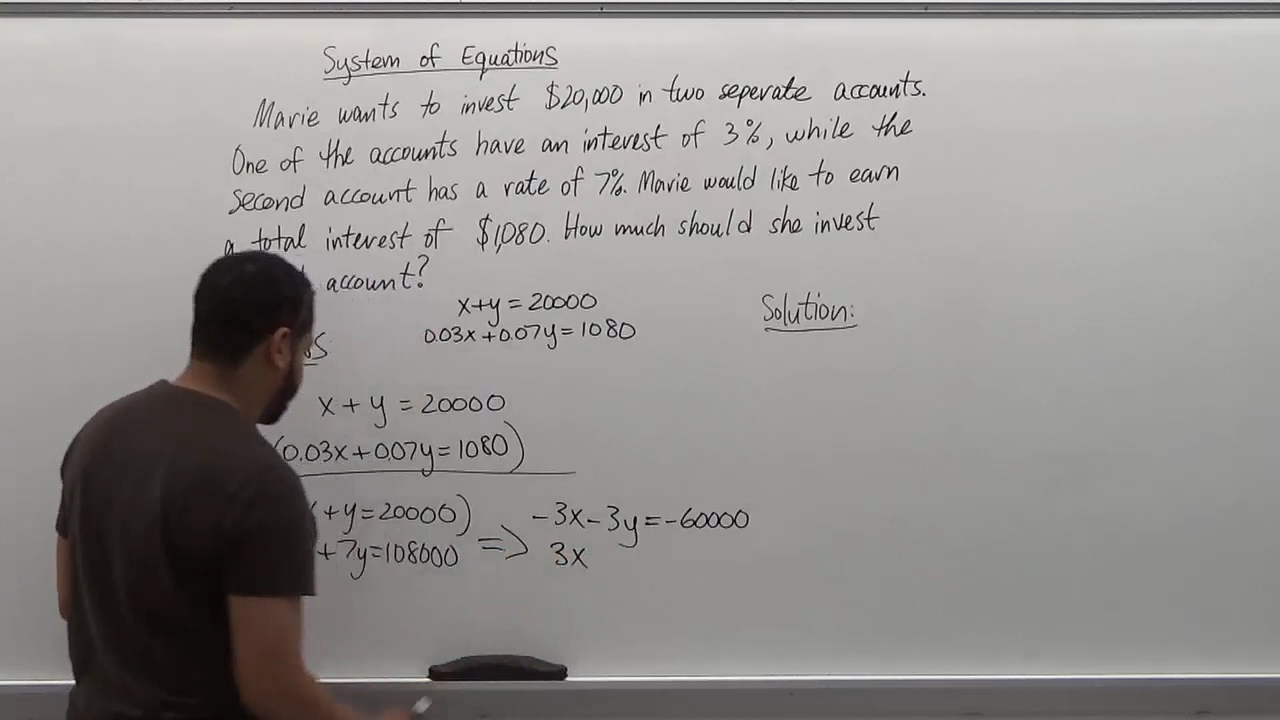 System of Equations
Marie wants to invest $20,000 in two seperate accounts.
One of the accounts have an interest of 3%, while the
second account has a rate of 7%. Marie would like to earn
a total interest of $1,080. How much should she invest
account?
x+y=20000
0.03x+0.07y=1080
Solution:
x+y=20000
(0.03x+0.07y=1080)
+y=20000)
+7y=108000
=> -3x-3y=-60000
3x